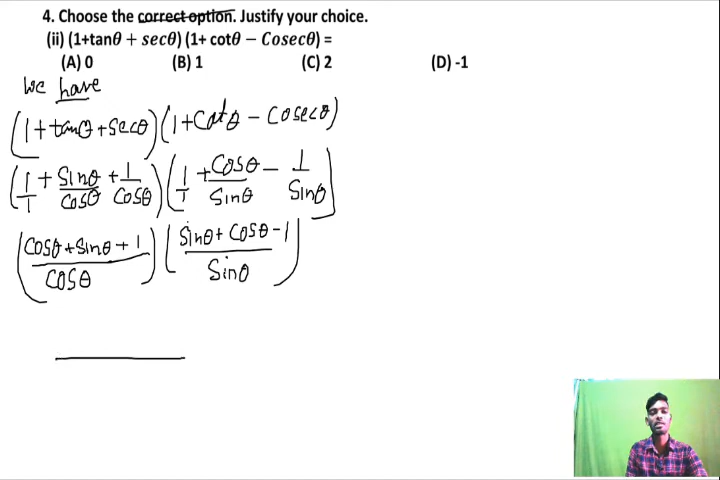 4. Choose the correct option. Justify your choice.
(ii) (1+tanθ + secθ) (1+ cotθ − Cosecθ) =
(A) 0 (B) 1 (C) 2 (D) -1
We have
(1+tanθ+Secθ)(1+Cotθ − Cosecθ)
(1/1 + Sinθ/Cosθ + 1/Cosθ)(1/1 + Cosθ/Sinθ − 1/Sinθ)
(Cosθ+Sinθ+1/Cosθ)(Sinθ+Cosθ-1/Sinθ)